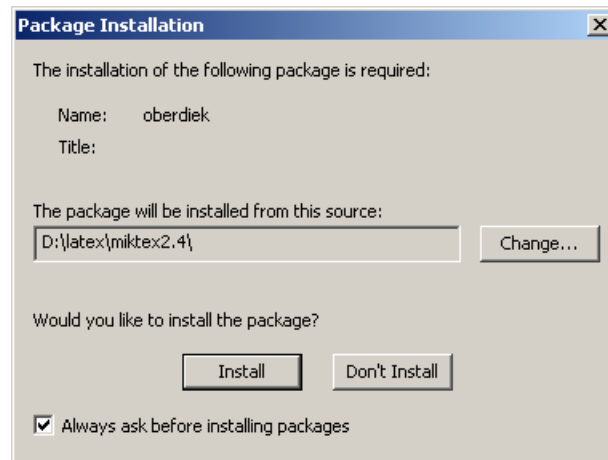 Package Installation
The installation of the following package is required:
Name: oberdiek
Title:
The package will be installed from this source:
D:\latex\miktex2.4\
Change...
Would you like to install the package?
Install
Don't Install
Always ask before installing packages